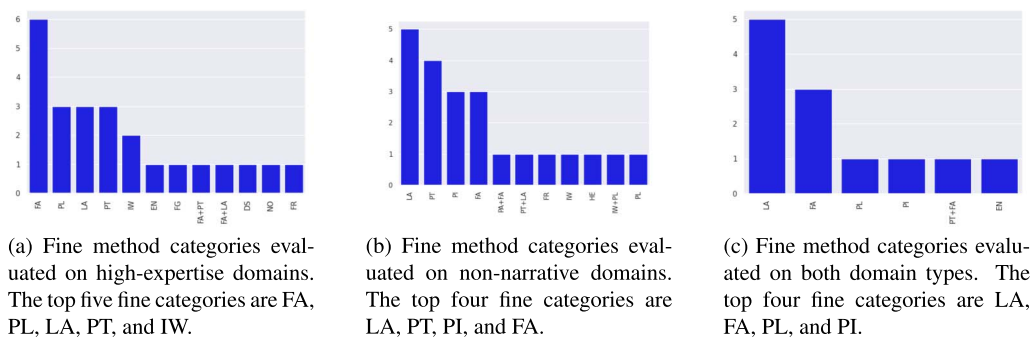 6
5
4
3
2
1
0
FA
PL
LA
PT
IW
EN
FG
FA+PT
FA+LA
DS
NO
FR
(a) Fine method categories eval-
uated on high-expertise domains.
The top five fine categories are FA,
PL, LA, PT, and IW.
5
4
3
2
1
0
LA
PT
PI
FA
PA+FA
PT+LA
FR
IW
HE
IW+PL
PL
(b) Fine method categories eval-
uated on non-narrative domains.
The top four fine categories are
LA, PT, PI, and FA.
5
4
3
2
1
0
LA
FA
PL
PI
PT+FA
EN
(c) Fine method categories evalu-
ated on both domain types. The
top four fine categories are LA,
FA, PL, and PI.